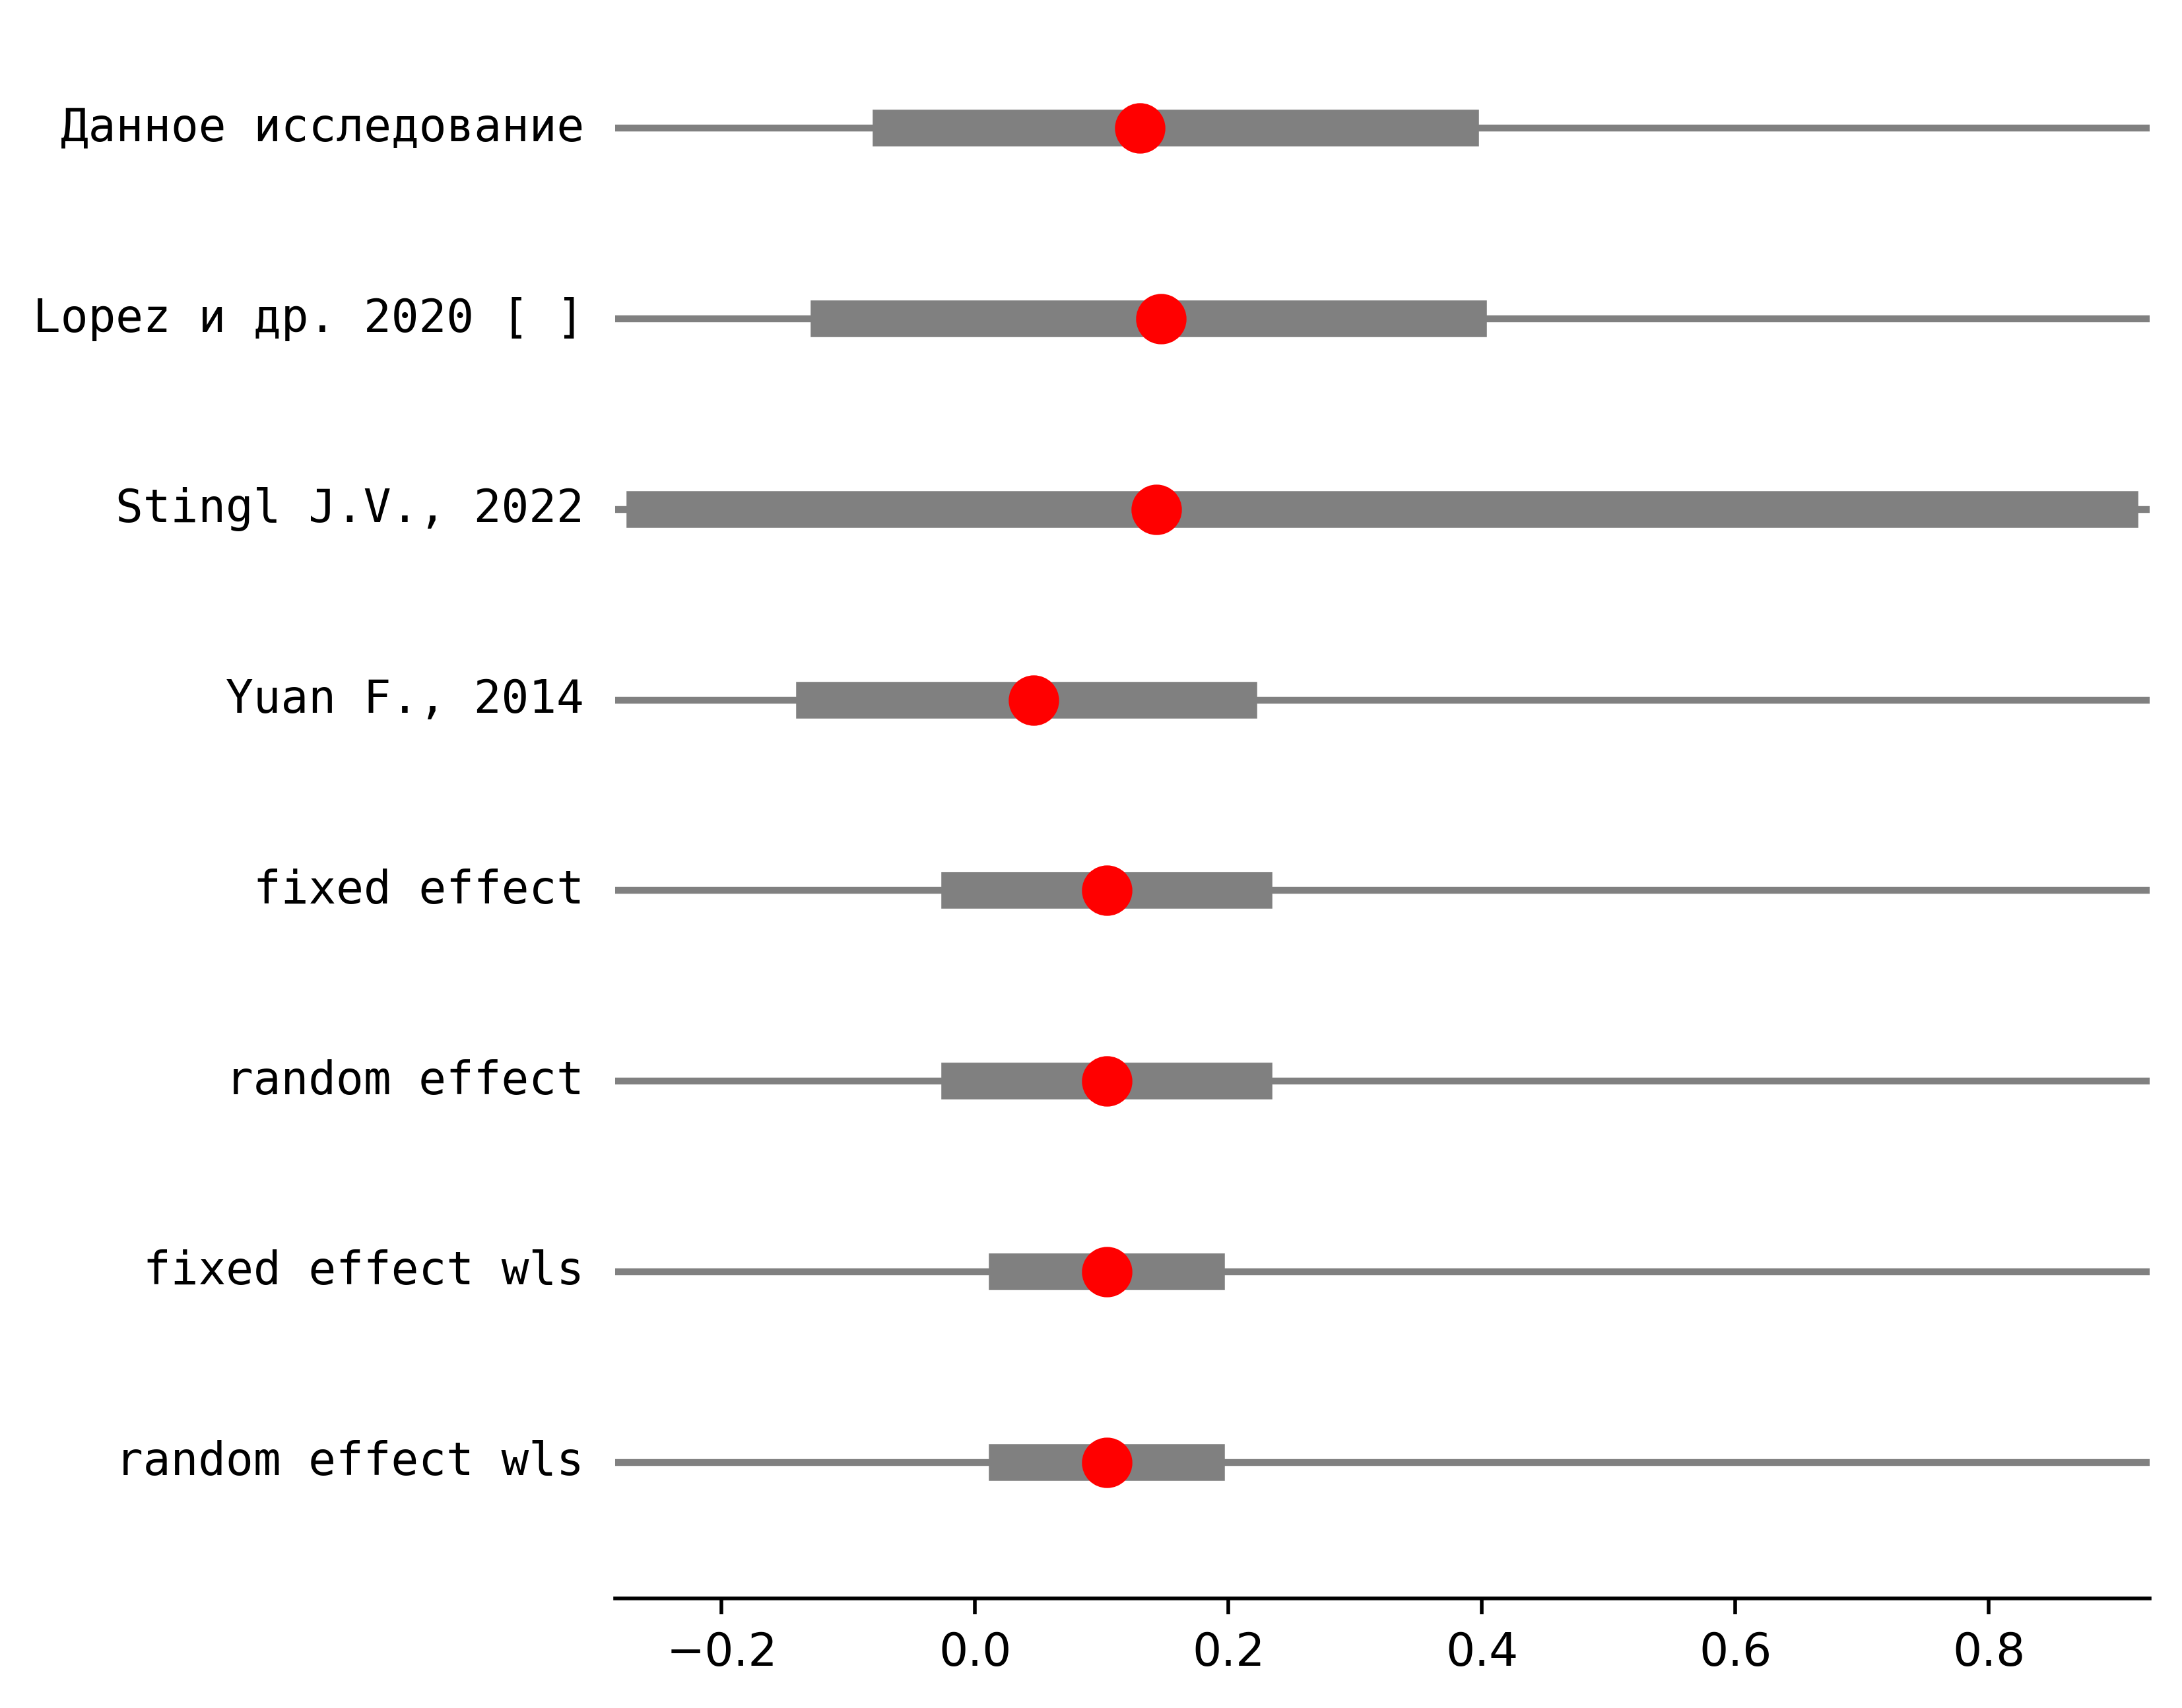 Данное исследование
Lopez и др. 2020 [ ]
Stingl J.V., 2022
Yuan F., 2014
fixed effect
random effect
fixed effect wls
random effect wls
−0.2 0.0 0.2 0.4 0.6 0.8